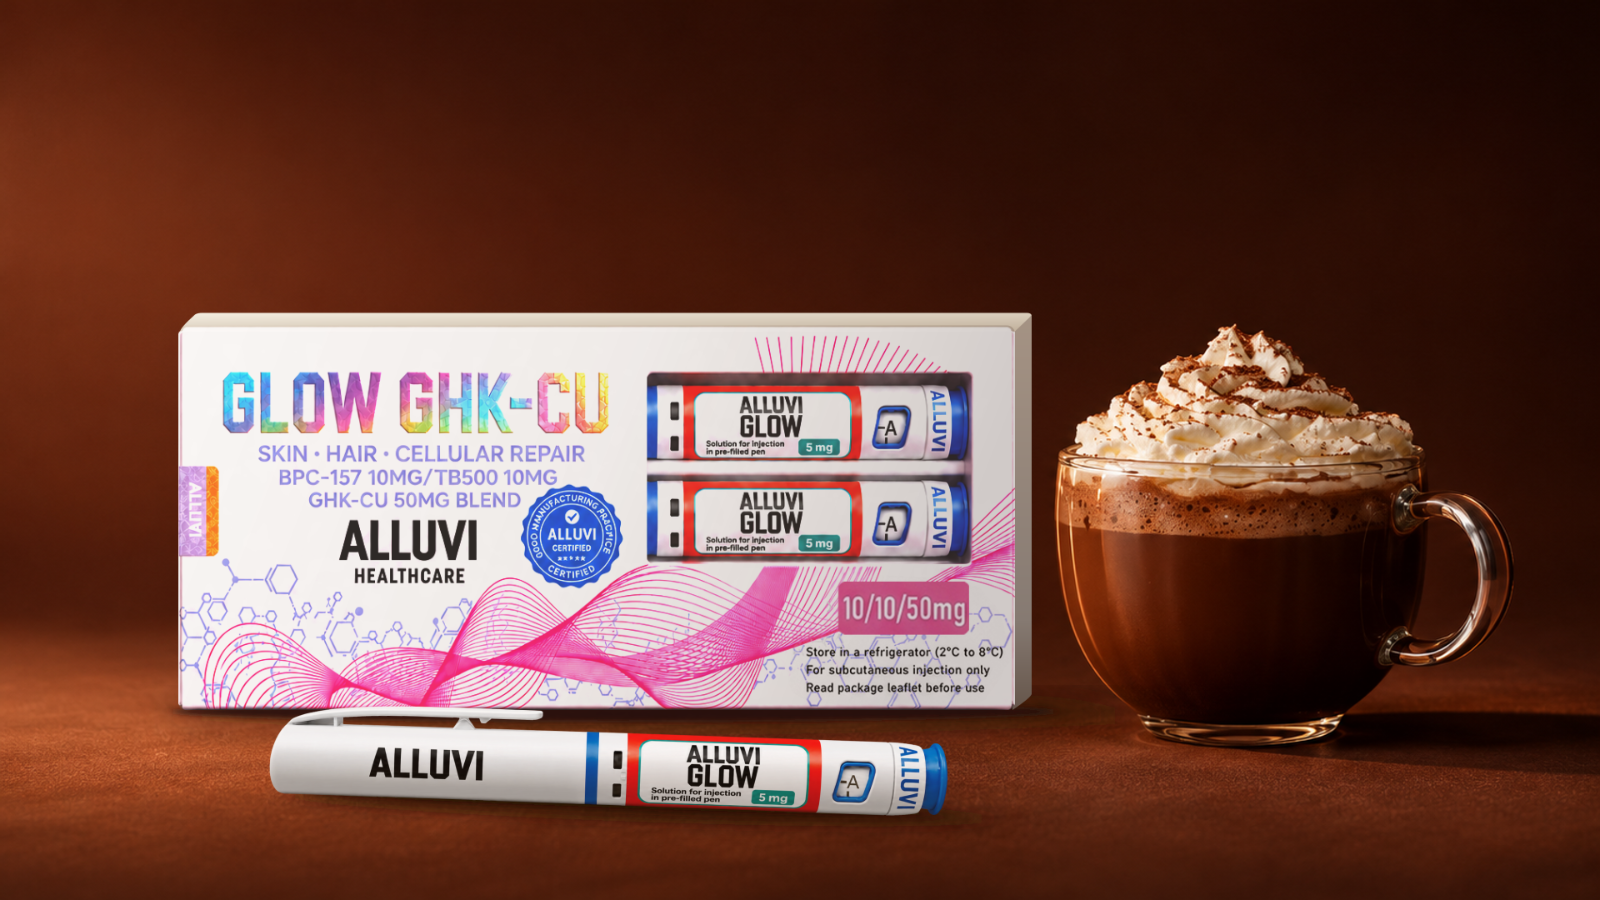 GLOW GHK-CU
SKIN · HAIR · CELLULAR REPAIR
BPC-157 10MG/TB500 10MG
GHK-CU 50MG BLEND
ALLUVI
HEALTHCARE
ALLUVI
GOOD MANUFACTURING PRACTICE
ALLUVI
CERTIFIED
CERTIFIED
ALLUVI
GLOW
Solution for injection
in pre-filled pen
5 mg
-A
ALLUVI
ALLUVI
GLOW
Solution for injection
in pre-filled pen
5 mg
-A
ALLUVI
10/10/50mg
Store in a refrigerator (2°C to 8°C)
For subcutaneous injection only
Read package leaflet before use
ALLUVI
ALLUVI
GLOW
Solution for injection
in pre-filled pen
5 mg
-A
ALLUVI